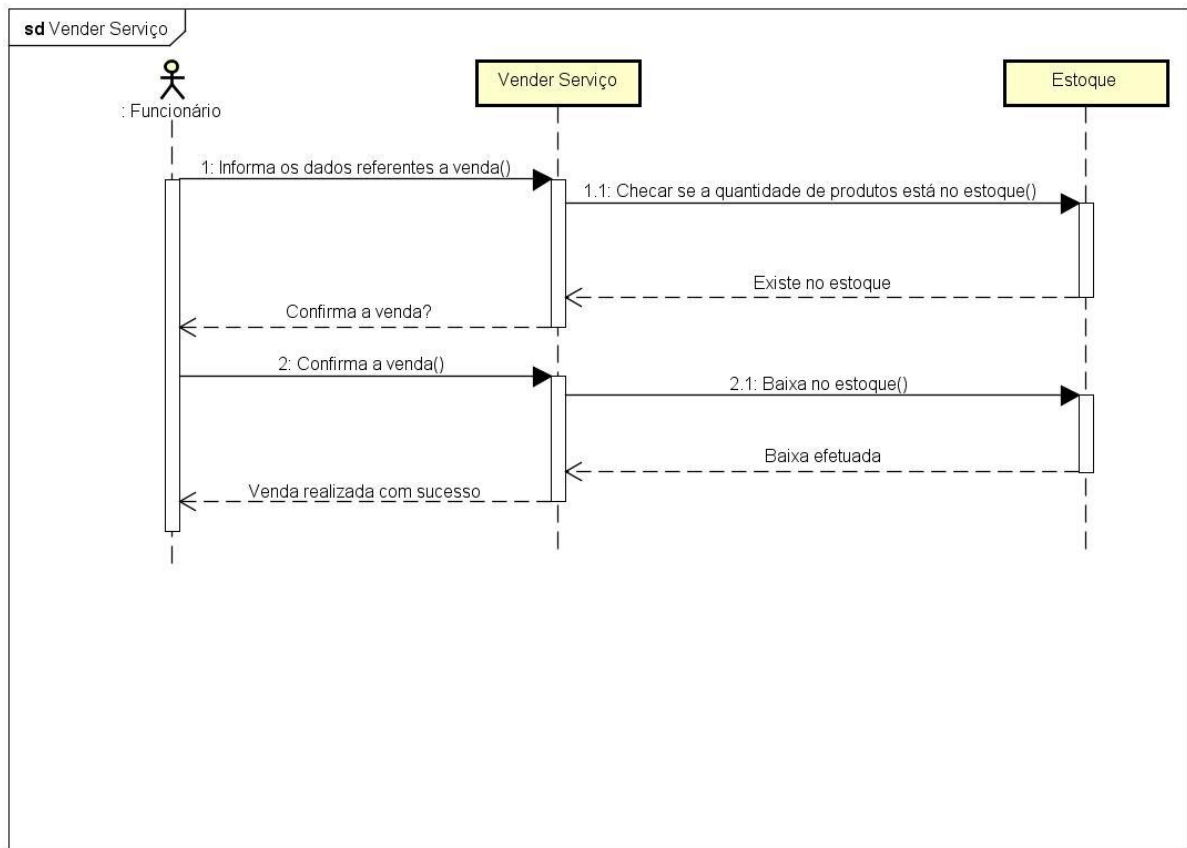 sd Vender Serviço
: Funcionário
Vender Serviço
Estoque
1: Informa os dados referentes a venda()
1.1: Checar se a quantidade de produtos está no estoque()
Existe no estoque
Confirma a venda?
2: Confirma a venda()
2.1: Baixa no estoque()
Baixa efetuada
Venda realizada com sucesso